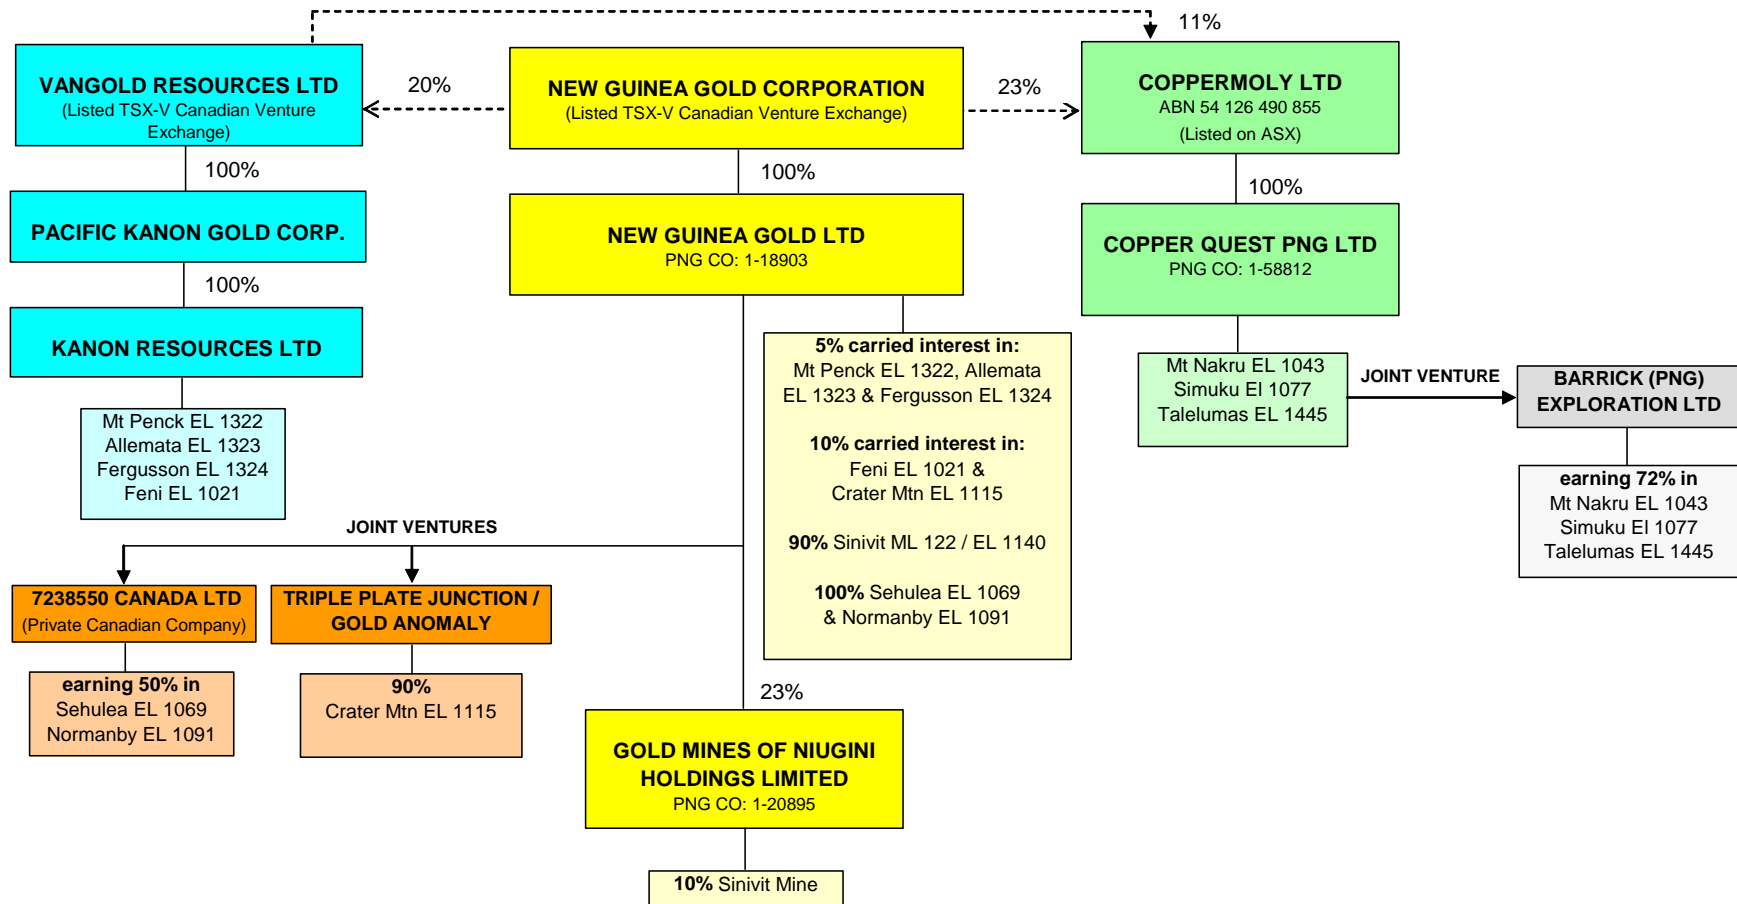 11%
VANGOLD RESOURCES LTD
(Listed TSX-V Canadian Venture
Exchange)
20%
NEW GUINEA GOLD CORPORATION
(Listed TSX-V Canadian Venture Exchange)
23%
COPPERMOLY LTD
ABN 54 126 490 855
(Listed on ASX)
100%
100%
100%
PACIFIC KANON GOLD CORP.
NEW GUINEA GOLD LTD
PNG CO: 1-18903
COPPER QUEST PNG LTD
PNG CO: 1-58812
100%
KANON RESOURCES LTD
5% carried interest in:
Mt Penck EL 1322, Allemata
EL 1323 & Fergusson EL 1324
10% carried interest in:
Feni EL 1021 &
Crater Mtn EL 1115
90% Sinivit ML 122 / EL 1140
100% Sehulea EL 1069
& Normanby EL 1091
Mt Nakru EL 1043
Simuku El 1077
Talelumas EL 1445
JOINT VENTURE
BARRICK (PNG)
EXPLORATION LTD
earning 72% in
Mt Nakru EL 1043
Simuku El 1077
Talelumas EL 1445
Mt Penck EL 1322
Allemata EL 1323
Fergusson EL 1324
Feni EL 1021
JOINT VENTURES
7238550 CANADA LTD
(Private Canadian Company)
TRIPLE PLATE JUNCTION /
GOLD ANOMALY
earning 50% in
Sehulea EL 1069
Normanby EL 1091
90%
Crater Mtn EL 1115
23%
GOLD MINES OF NIUGINI
HOLDINGS LIMITED
PNG CO: 1-20895
10% Sinivit Mine